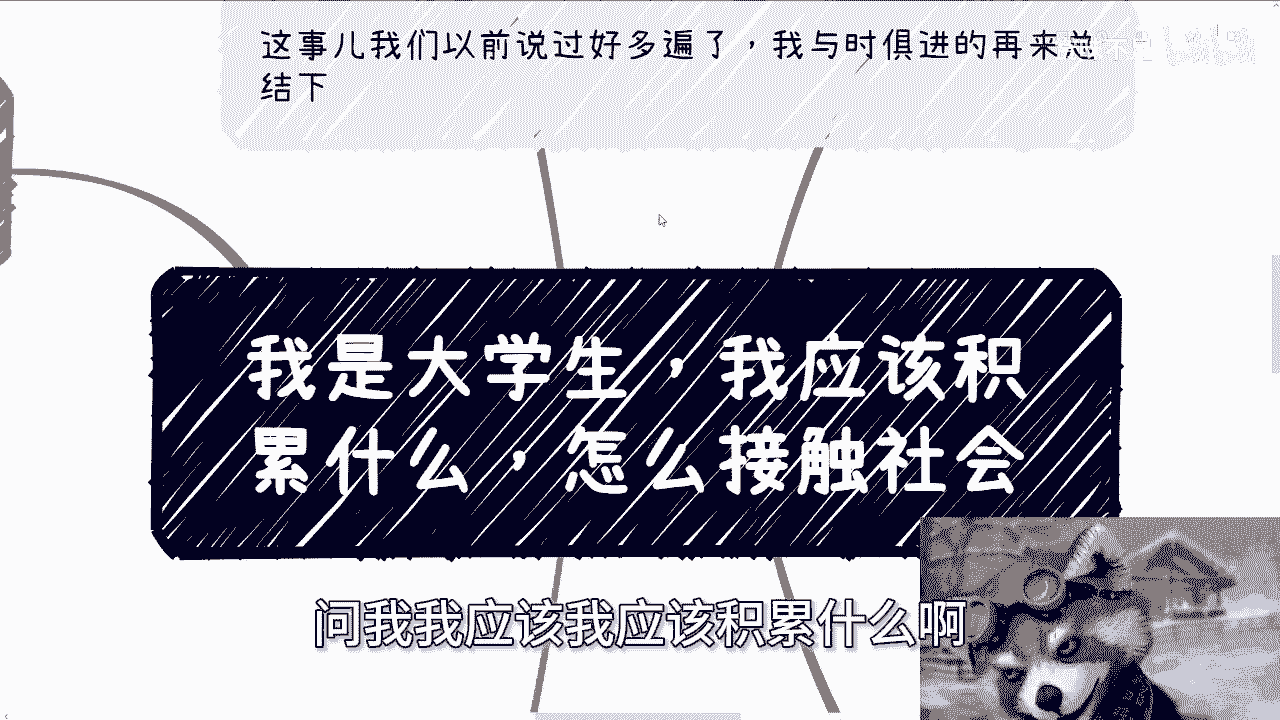 这事儿我们以前说过好多遍了，我与时俱进的再来总
结下
我是大学生，我应该积
累什么，怎么接触社会
问我我应该我应该积累什么啊